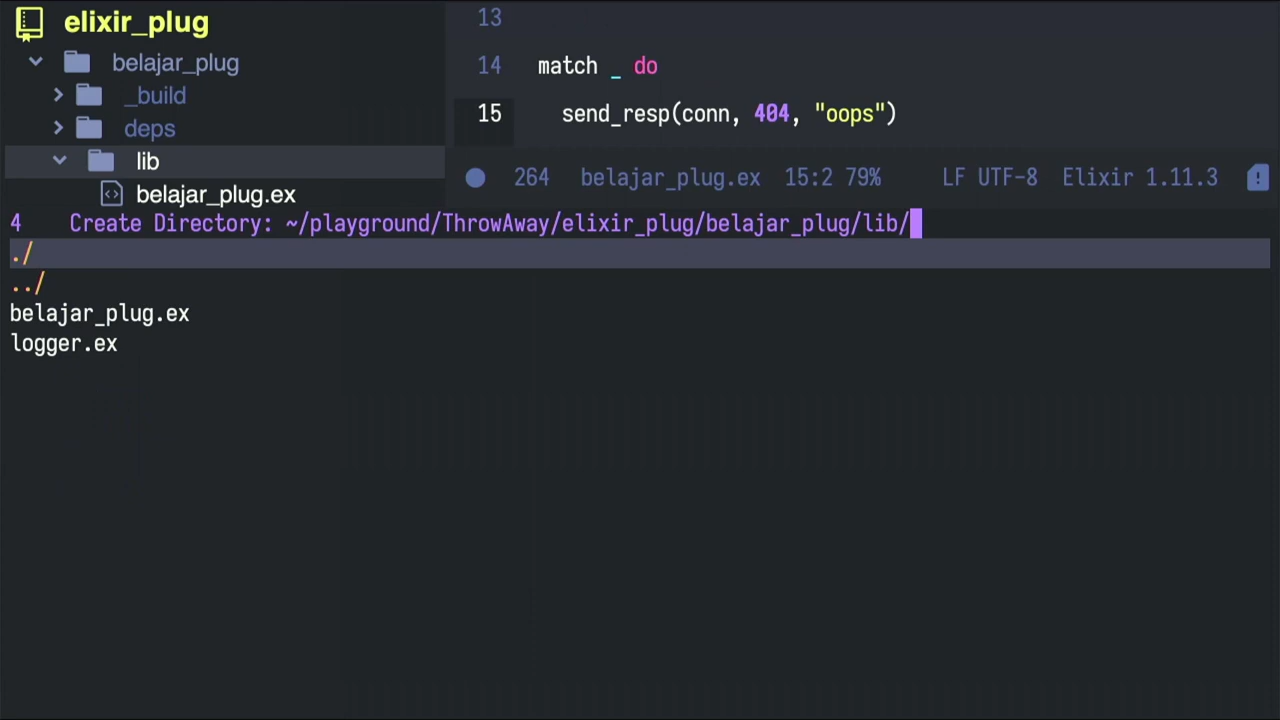 elixir_plug
belajar_plug
_build
deps
lib
belajar_plug.ex
13
14 match _ do
15 send_resp(conn, 404, "oops")
264 belajar_plug.ex 15:2 79% LF UTF-8 Elixir 1.11.3
4 Create Directory: ~/playground/ThrowAway/elixir_plug/belajar_plug/lib/
./
../
belajar_plug.ex
logger.ex